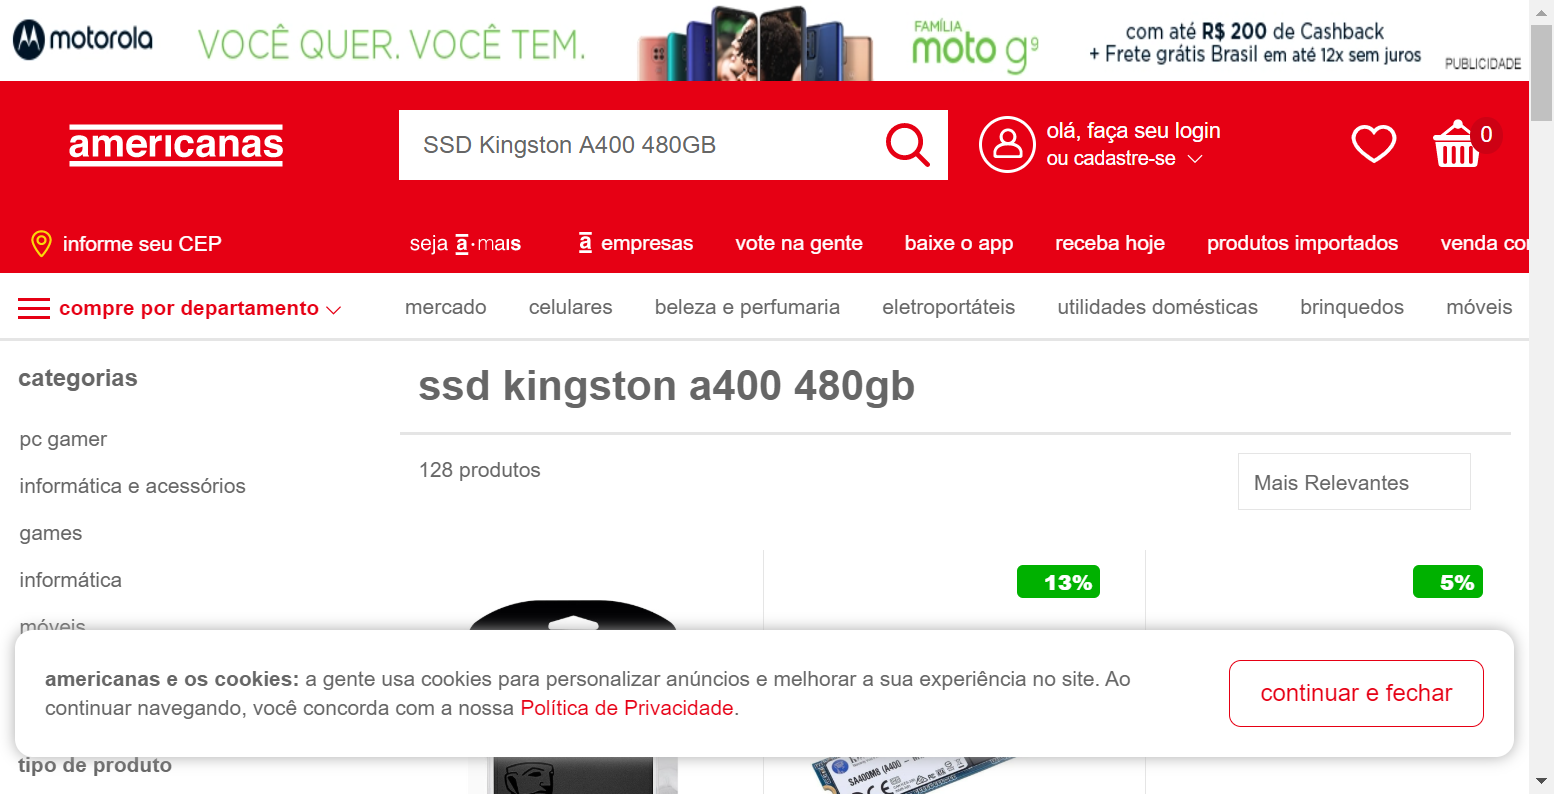 motorola
VOCÊ QUER. VOCÊ TEM.
FAMÍLIA
moto g9
com até R$ 200 de Cashback
+ Frete grátis Brasil em até 12x sem juros
PUBLICIDADE
americanas
SSD Kingston A400 480GB
olá, faça seu login
ou cadastre-se
0
informe seu CEP
seja a·mais
a empresas
vote na gente
baixe o app
receba hoje
produtos importados
venda co
compre por departamento
mercado
celulares
beleza e perfumaria
eletroportáteis
utilidades domésticas
brinquedos
móveis
categorias
ssd kingston a400 480gb
pc gamer
128 produtos
Mais Relevantes
informática e acessórios
games
informática
móveis
13%
5%
americanas e os cookies: a gente usa cookies para personalizar anúncios e melhorar a sua experiência no site. Ao
continuar navegando, você concorda com a nossa Política de Privacidade.
continuar e fechar
tipo de produto
SA400M8 (A400